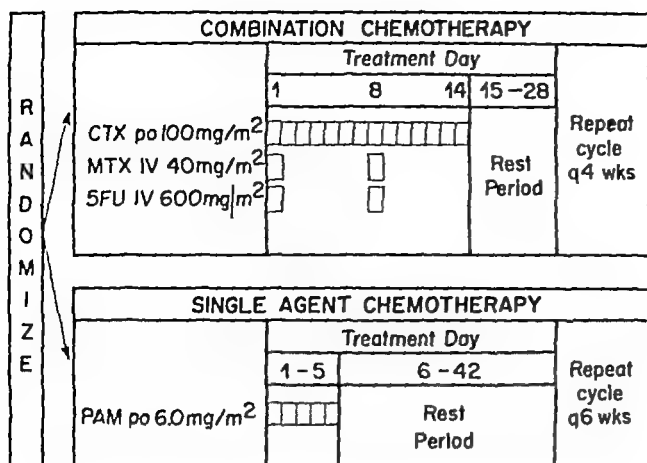 RANDOMIZE
COMBINATION CHEMOTHERAPY
Treatment Day
1 8 14 15-28
CTX po 100mg/m²
MTX IV 40mg/m²
5FU IV 600mg/m²
Rest
Period
Repeat
cycle
q4 wks
SINGLE AGENT CHEMOTHERAPY
Treatment Day
1-5 6-42
PAM po 6.0mg/m²
Rest
Period
Repeat
cycle
q6 wks